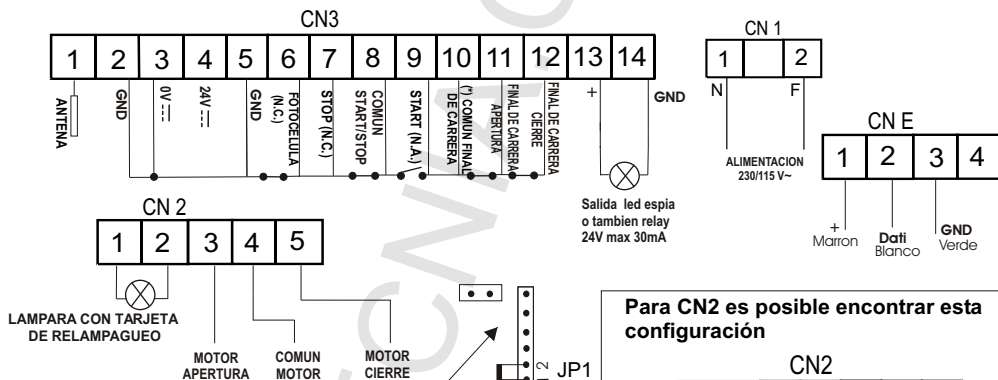 CN3
1 2 3 4 5 6 7 8 9 10 11 12 13 14
ANTENA
GND
0V
24V
GND
FOTOCELULA
(N.C.)
STOP (N.C.)
COMUN
START/STOP
START (N.A.)
(*) COMUN FINAL
DE CARRERA
FINAL DE CARRERA
APERTURA
FINAL DE CARRERA
CIERRE
+
GND
Salida led espia
o tambien relay
24V max 30mA
CN 1
1 2
N F
ALIMENTACION
230/115 V~
CN E
1 2 3 4
+
Marron
Dati
Blanco
GND
Verde
CN 2
1 2 3 4 5
LAMPARA CON TARJETA
DE RELAMPAGUEO
MOTOR
APERTURA
COMUN
MOTOR
MOTOR
CIERRE
JP1
1 2
Para CN2 es posible encontrar esta
configuración
CN2